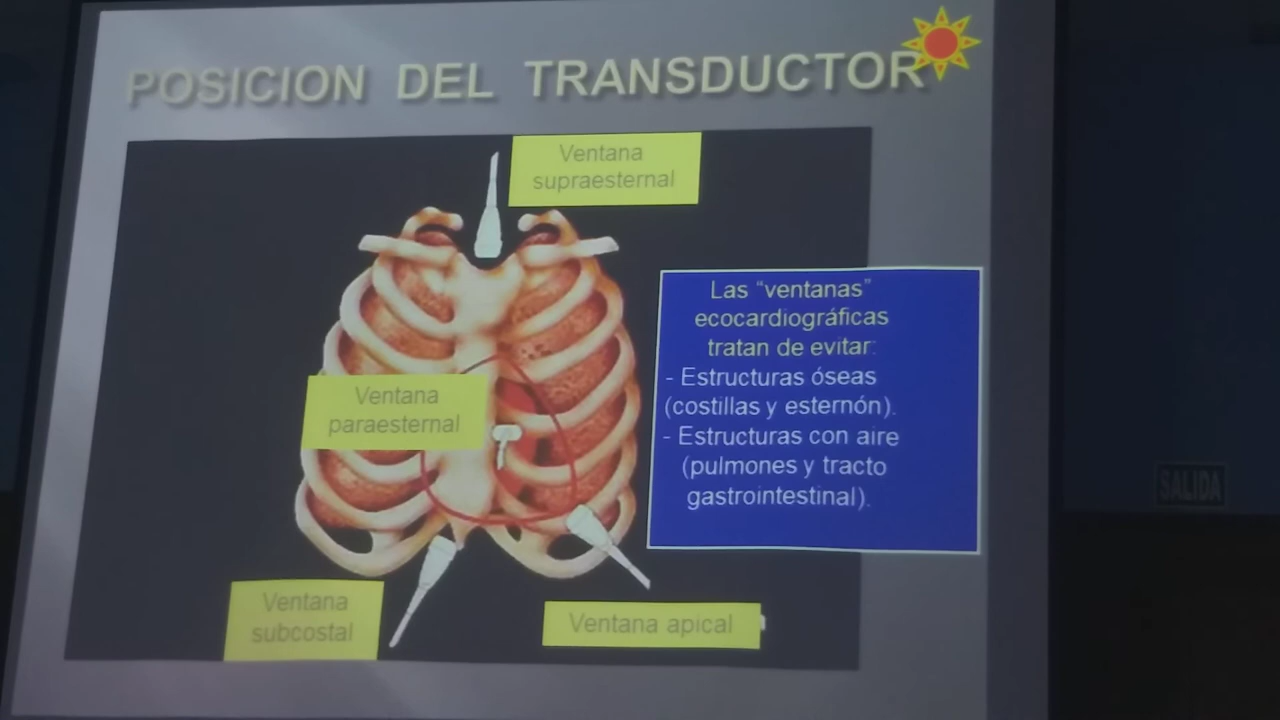 POSICION DEL TRANSDUCTOR
Ventana
supraesternal
Las “ventanas”
ecocardiográficas
tratan de evitar:
- Estructuras óseas
(costillas y esternón).
- Estructuras con aire
(pulmones y tracto
gastrointestinal).
Ventana
paraesternal
Ventana
subcostal
Ventana apical
SALIDA